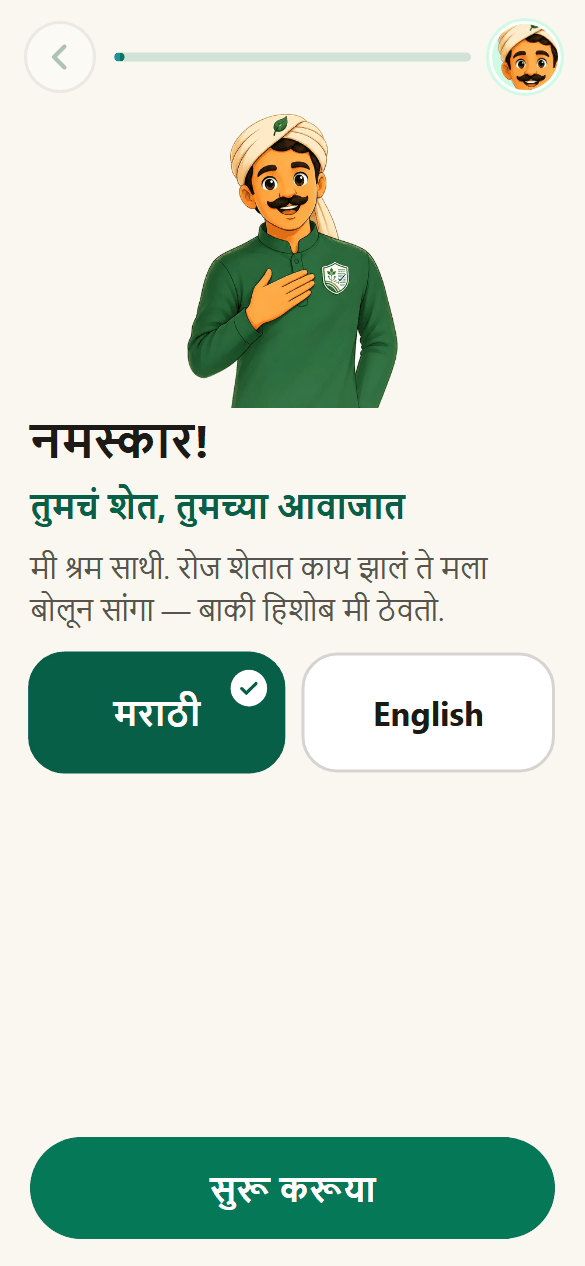 नमस्कार!
तुमचं शेत, तुमच्या आवाजात
मी श्रम साथी. रोज शेतात काय झालं ते मला
बोलून सांगा — बाकी हिशोब मी ठेवतो.
मराठी
English
सुरू करूया